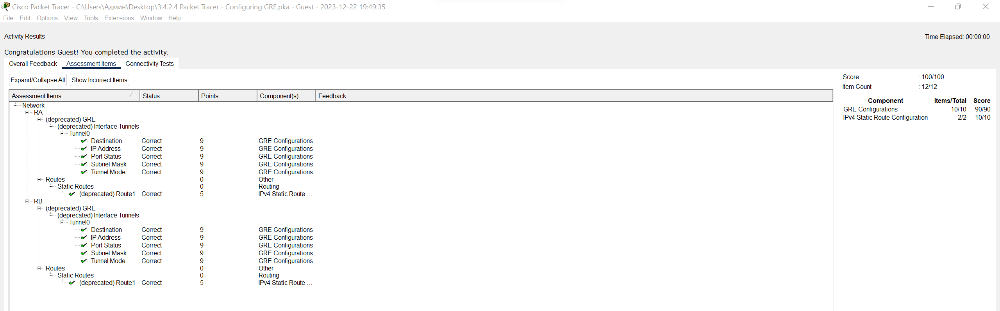 Cisco Packet Tracer - C:\Users\Админ\Desktop\3.4.2.4 Packet Tracer - Configuring GRE.pka - Guest - 2023-12-22 19:49:35
File Edit Options View Tools Extensions Window Help
Activity Results
Time Elapsed: 00:00:00
Congratulations Guest! You completed the activity.
Overall Feedback Assessment Items Connectivity Tests
Expand/Collapse All Show Incorrect Items
Assessment Items Status Points Component(s) Feedback
Network
RA
(deprecated) GRE
(deprecated) Interface Tunnels
Tunnel0
Destination Correct 9 GRE Configurations
IP Address Correct 9 GRE Configurations
Port Status Correct 9 GRE Configurations
Subnet Mask Correct 9 GRE Configurations
Tunnel Mode Correct 9 GRE Configurations
Routes 0 Other
Static Routes 0 Routing
(deprecated) Route1 Correct 5 IPv4 Static Route ...
RB
(deprecated) GRE
(deprecated) Interface Tunnels
Tunnel0
Destination Correct 9 GRE Configurations
IP Address Correct 9 GRE Configurations
Port Status Correct 9 GRE Configurations
Subnet Mask Correct 9 GRE Configurations
Tunnel Mode Correct 9 GRE Configurations
Routes 0 Other
Static Routes 0 Routing
(deprecated) Route1 Correct 5 IPv4 Static Route ...
Score : 100/100
Item Count : 12/12
Component Items/Total Score
GRE Configurations 10/10 90/90
IPv4 Static Route Configuration 2/2 10/10